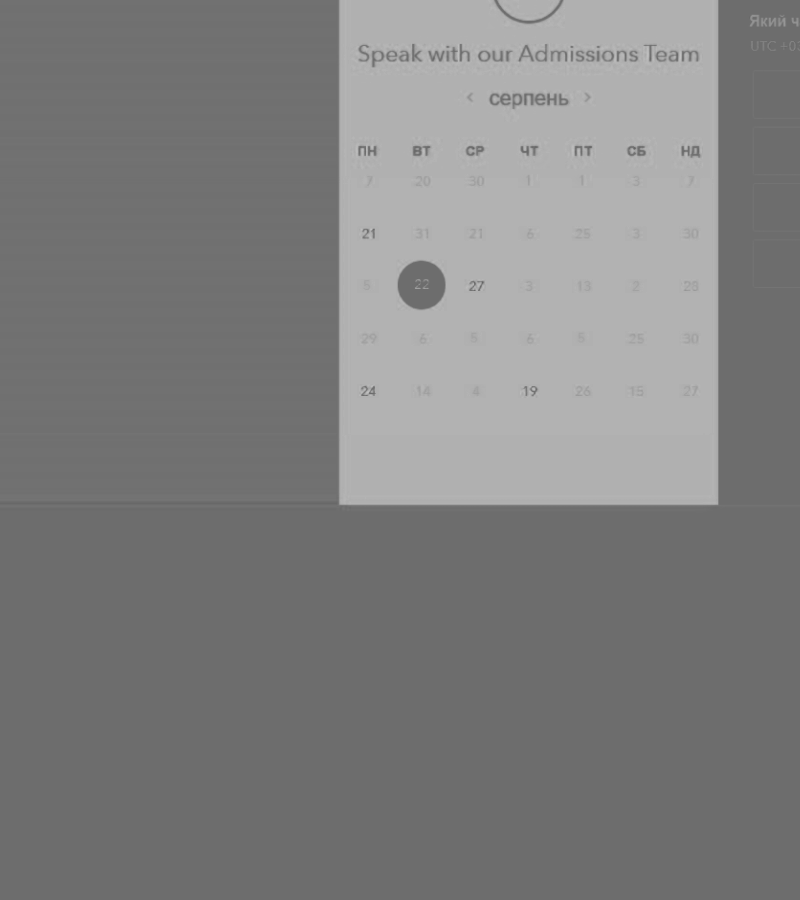 Speak with our Admissions Team
< серпень >
ПН ВТ СР ЧТ ПТ СБ НД
7 20 30 1 1 3 7
21 31 21 6 25 3 30
5 22 27 3 13 2 28
29 6 5 6 5 25 30
24 14 4 19 26 15 27
Який ч
UTC +03